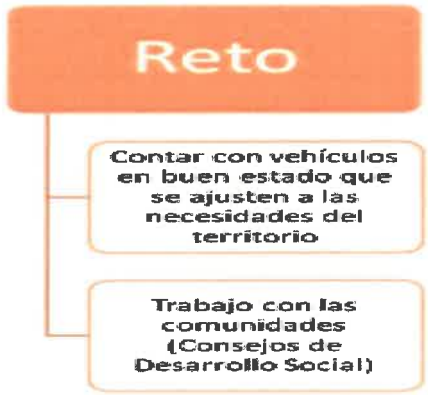 Reto
Contar con vehículos
en buen estado que
se ajusten a las
necesidades del
territorio
Trabajo con las
comunidades
(Consejos de
Desarrollo Social)